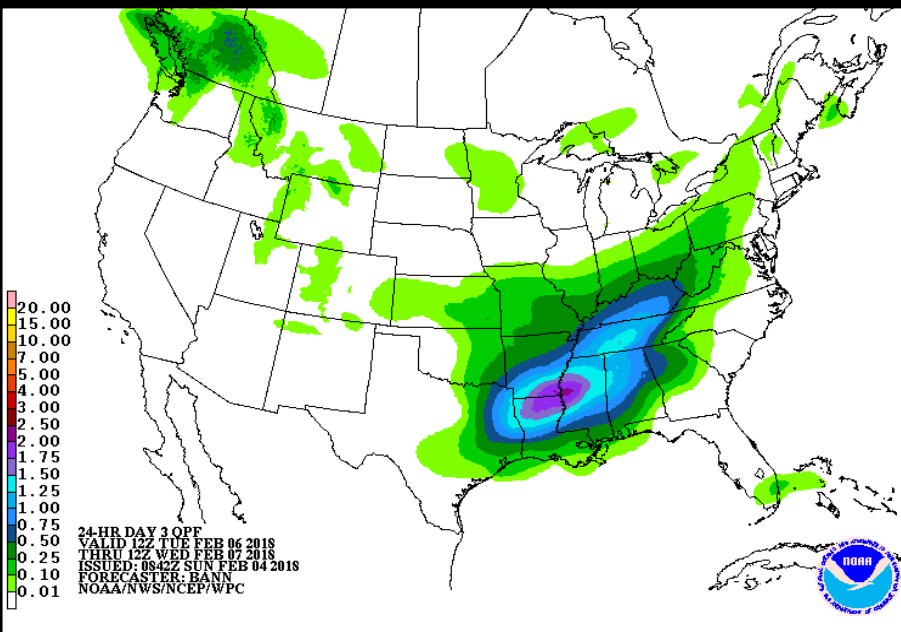 20.00
15.00
10.00
7.00
5.00
4.00
3.00
2.50
2.00
1.75
1.50
1.25
1.00
0.75
0.50
0.25
0.10
0.01
24-HR DAY 3 QPF
VALID 12Z TUE FEB 06 2018
THRU 12Z WED FEB 07 2018
ISSUED: 0842Z SUN FEB 04 2018
FORECASTER: BANN
NOAA/NWS/NCEP/WPC
NOAA